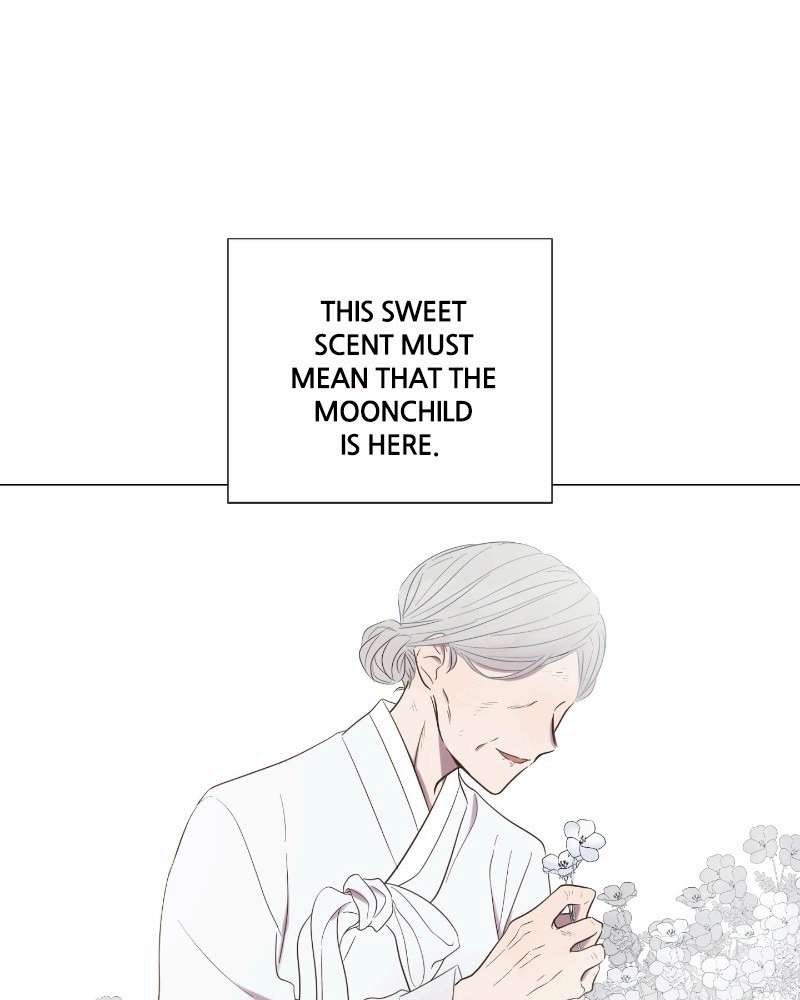 THIS SWEET
SCENT MUST
MEAN THAT THE
MOONCHILD
IS HERE.